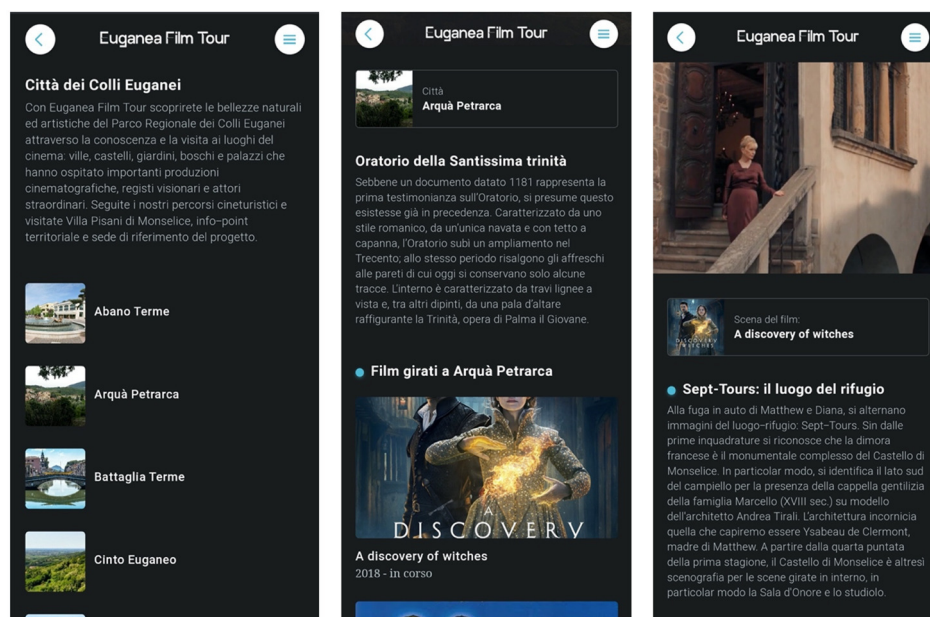 Euganea Film Tour
Città dei Colli Euganei
Con Euganea Film Tour scoprirete le bellezze naturali
ed artistiche del Parco Regionale dei Colli Euganei
attraverso la conoscenza e la visita ai luoghi del
cinema: ville, castelli, giardini, boschi e palazzi che
hanno ospitato importanti produzioni
cinematografiche, registi visionari e attori
straordinari. Seguite i nostri percorsi cineturistici e
visitate Villa Pisani di Monselice, info-point
territoriale e sede di riferimento del progetto.
Abano Terme
Arquà Petrarca
Battaglia Terme
Cinto Euganeo
Euganea Film Tour
Città
Arquà Petrarca
Oratorio della Santissima trinità
Sebbene un documento datato 1181 rappresenta la
prima testimonianza sull'Oratorio, si presume questo
esistesse già in precedenza. Caratterizzato da uno
stile romanico, da un'unica navata e con tetto a
capanna, l'Oratorio subì un ampliamento nel
Trecento; allo stesso periodo risalgono gli affreschi
alle pareti di cui oggi si conservano solo alcune
tracce. L'interno è caratterizzato da travi lignee a
vista e, tra altri dipinti, da una pala d'altare
raffigurante la Trinità, opera di Palma il Giovane.
Film girati a Arquà Petrarca
A
DISCOVERY
A discovery of witches
2018 - in corso
Euganea Film Tour
DISCOVERY
OF WITCHES
Scena del film:
A discovery of witches
Sept-Tours: il luogo del rifugio
Alla fuga in auto di Matthew e Diana, si alternano
immagini del luogo-rifugio: Sept-Tours. Sin dalle
prime inquadrature si riconosce che la dimora
francese è il monumentale complesso del Castello di
Monselice. In particolar modo, si identifica il lato sud
del campiello per la presenza della cappella gentilizia
della famiglia Marcello (XVIII sec.) su modello
dell'architetto Andrea Tirali. L'architettura incornicia
quella che capiremo essere Ysabeau de Clermont,
madre di Matthew. A partire dalla quarta puntata
della prima stagione, il Castello di Monselice è altresì
scenografia per le scene girate in interno, in
particolar modo la Sala d'Onore e lo studiolo.